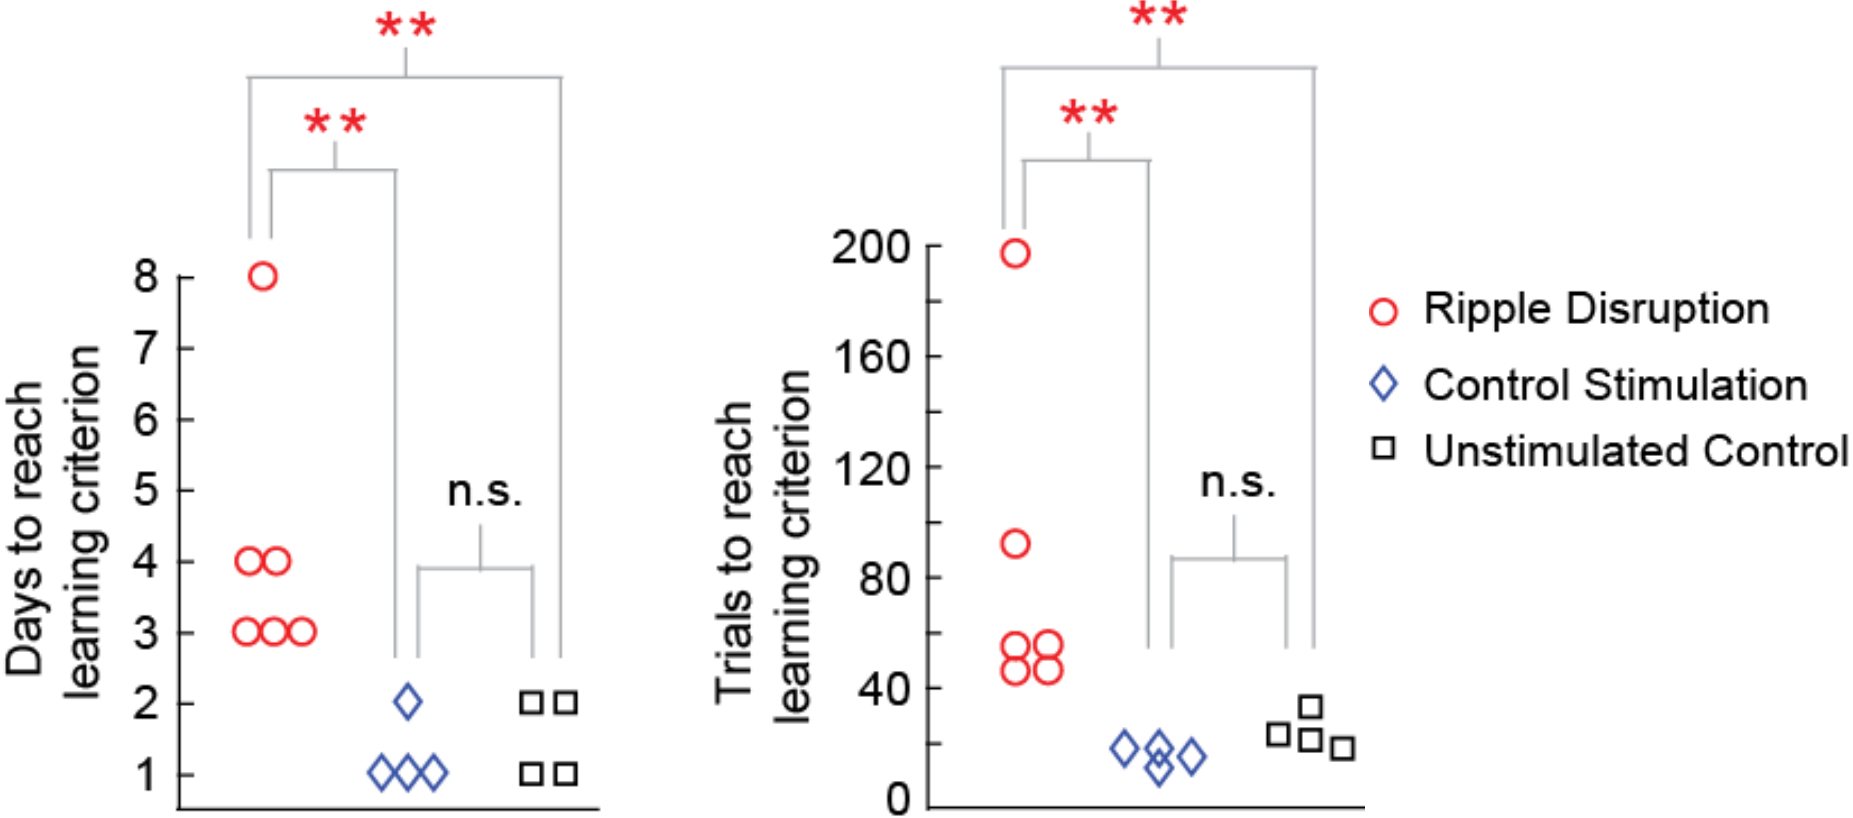 **
**
8
7
6
5
4
3
2
1
Days to reach
learning criterion
n.s.
**
**
200
160
120
80
40
0
Trials to reach
learning criterion
n.s.
Ripple Disruption
Control Stimulation
Unstimulated Control